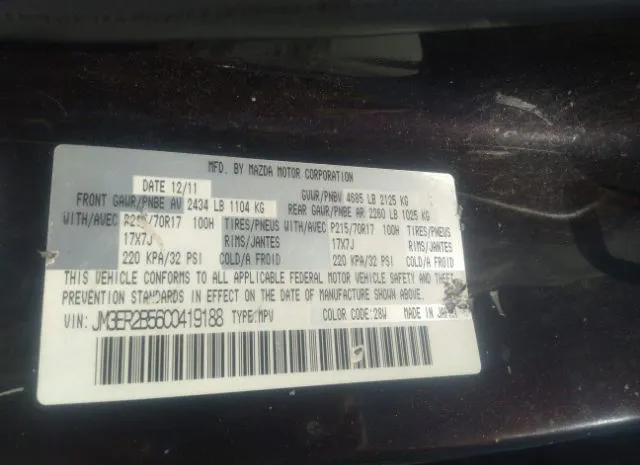 MFD. BY MAZDA MOTOR CORPORATION
DATE 12/11 GVWR/PNBV 4685 LB 2125 KG
FRONT GAWR/PNBE AV 2434 LB 1104 KG REAR GAWR/PNBE AR 2260 LB 1025 KG
WITH/AVEC P215/70R17 100H TIRES/PNEUS WITH/AVEC P215/70R17 100H TIRES/PNEUS
17X7J RIMS/JANTES 17X7J RIMS/JANTES
220 KPA/32 PSI COLD/A FROID 220 KPA/32 PSI COLD/A FROID
THIS VEHICLE CONFORMS TO ALL APPLICABLE FEDERAL MOTOR VEHICLE SAFETY AND THEFT
PREVENTION STANDARDS IN EFFECT ON THE DATE OF MANUFACTURE SHOWN ABOVE.
VIN: JM3ER2B56C0419188 TYPE:MPV COLOR CODE:28W MADE IN JAPAN